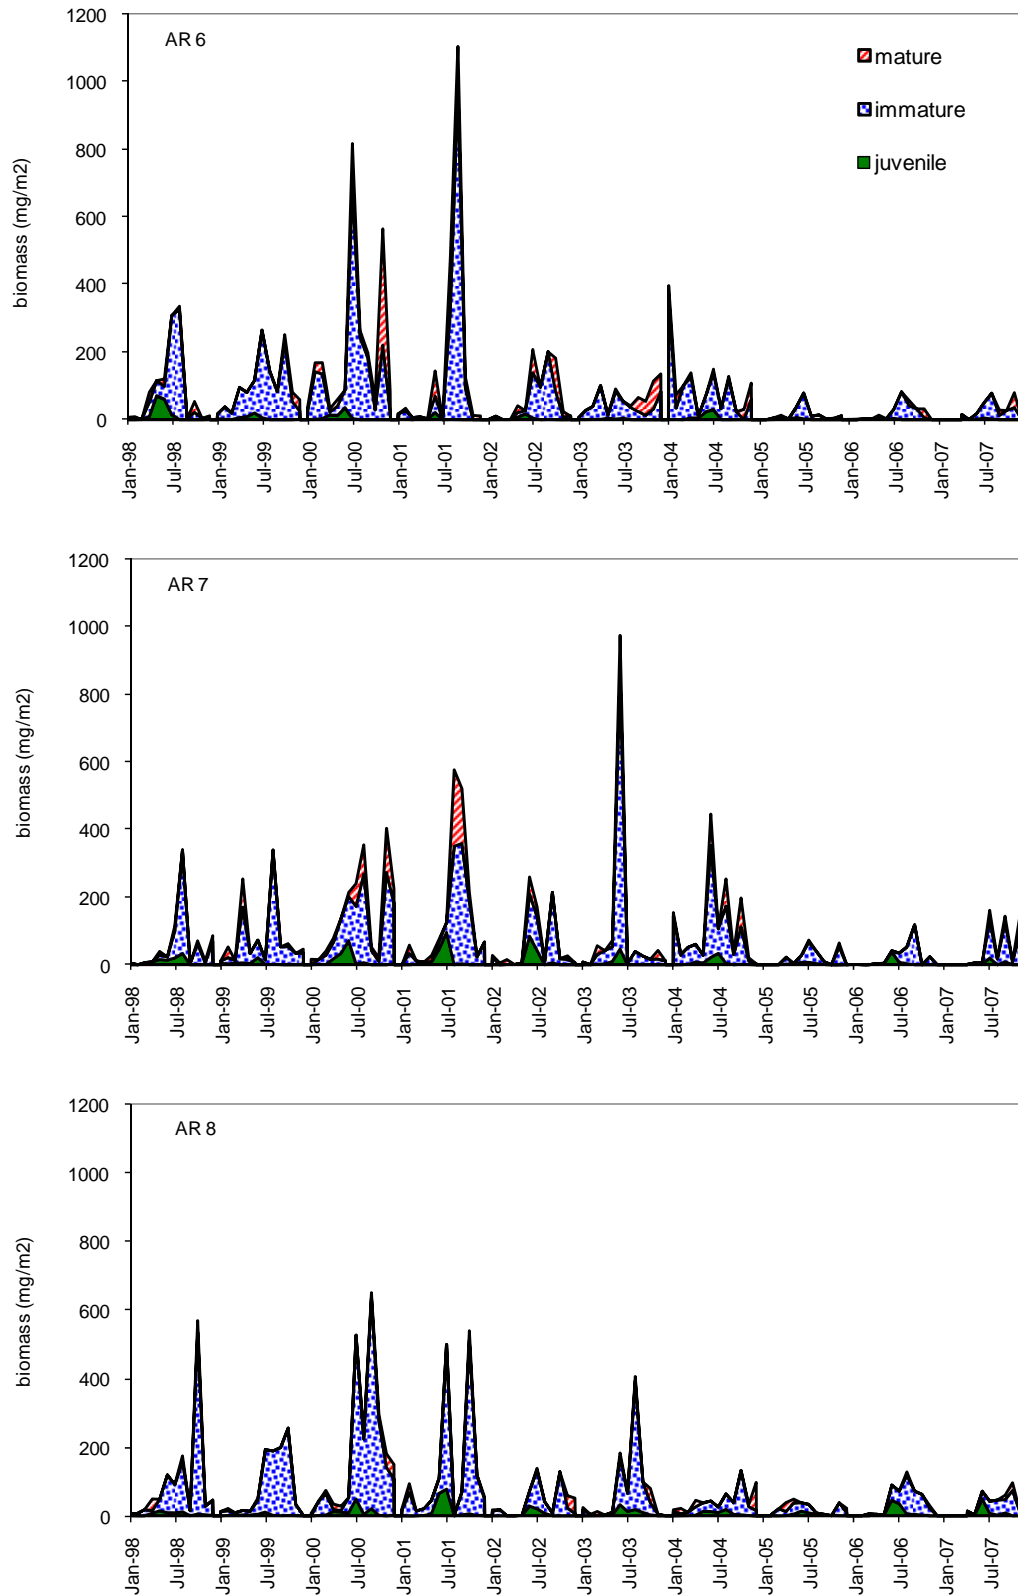 AR 6
mature
immature
juvenile
biomass (mg/m2)
1200
1000
800
600
400
200
0
Jan-98
Jul-98
Jan-99
Jul-99
Jan-00
Jul-00
Jan-01
Jul-01
Jan-02
Jul-02
Jan-03
Jul-03
Jan-04
Jul-04
Jan-05
Jul-05
Jan-06
Jul-06
Jan-07
Jul-07
AR 7
biomass (mg/m2)
1200
1000
800
600
400
200
0
Jan-98
Jul-98
Jan-99
Jul-99
Jan-00
Jul-00
Jan-01
Jul-01
Jan-02
Jul-02
Jan-03
Jul-03
Jan-04
Jul-04
Jan-05
Jul-05
Jan-06
Jul-06
Jan-07
Jul-07
AR 8
biomass (mg/m2)
1200
1000
800
600
400
200
0
Jan-98
Jul-98
Jan-99
Jul-99
Jan-00
Jul-00
Jan-01
Jul-01
Jan-02
Jul-02
Jan-03
Jul-03
Jan-04
Jul-04
Jan-05
Jul-05
Jan-06
Jul-06
Jan-07
Jul-07